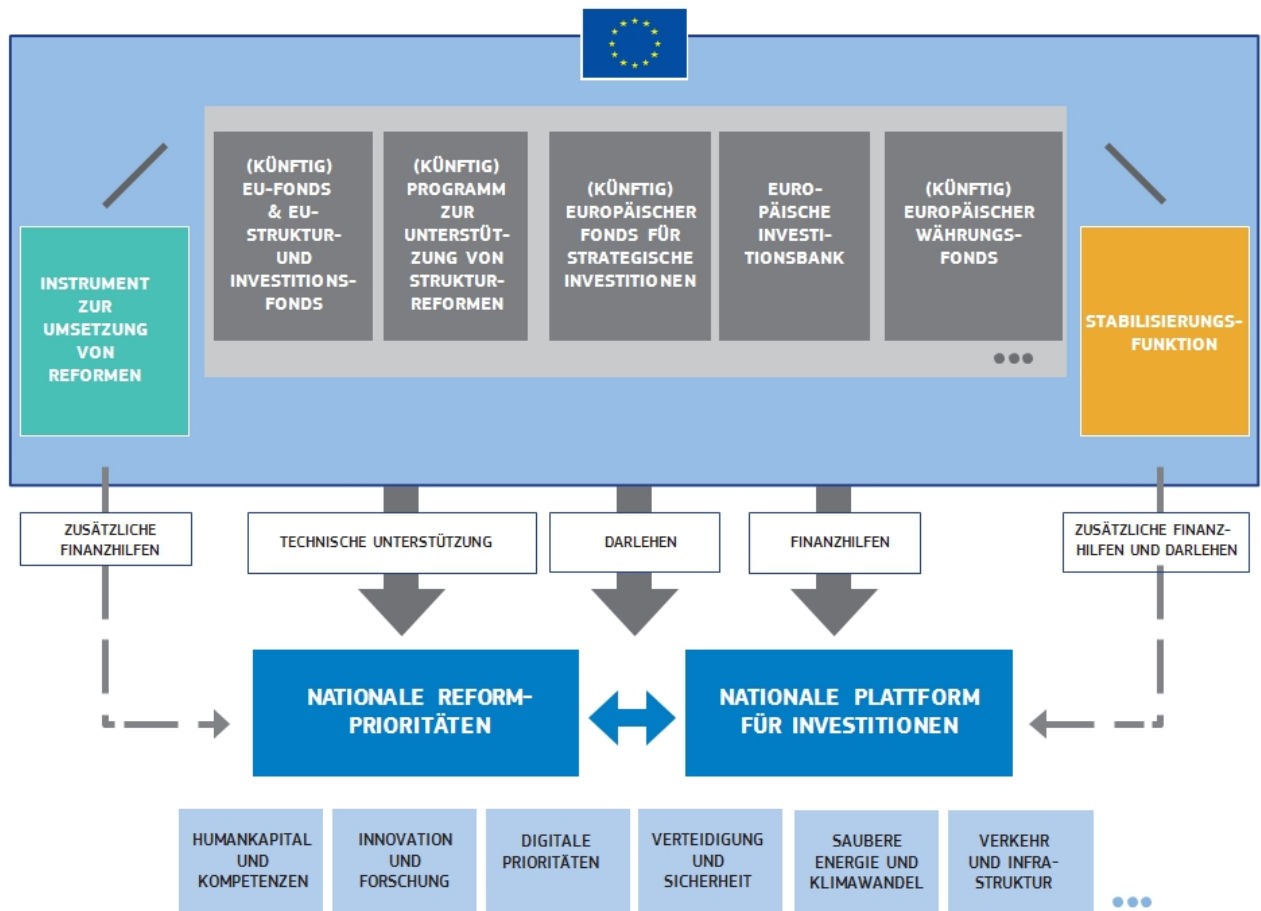 (KÜNFTIG)
EU-FONDS
& EU-
STRUKTUR-
UND
INVESTITIONS-
FONDS
(KÜNFTIG)
PROGRAMM
ZUR
UNTERSTÜT-
ZUNG VON
STRUKTUR-
REFORMEN
(KÜNFTIG)
EUROPÄISCHER
FONDS FÜR
STRATEGISCHE
INVESTITIONEN
EURO-
PÄISCHE
INVESTI-
TIONSBANK
(KÜNFTIG)
EUROPÄISCHER
WÄHRUNGS-
FONDS
INSTRUMENT
ZUR
UMSETZUNG
VON
REFORMEN
STABILISIERUNGS-
FUNKTION
ZUSÄTZLICHE
FINANZHILFEN
TECHNISCHE UNTERSTÜTZUNG
DARLEHEN
FINANZHILFEN
ZUSÄTZLICHE FINANZ-
HILFEN UND DARLEHEN
NATIONALE REFORM-
PRIORITÄTEN
NATIONALE PLATTFORM
FÜR INVESTITIONEN
HUMANKAPITAL
UND
KOMPETENZEN
INNOVATION
UND
FORSCHUNG
DIGITALE
PRIORITÄTEN
VERTEIDIGUNG
UND
SICHERHEIT
SAUBERE
ENERGIE UND
KLIMAWANDEL
VERKEHR
UND INFRA-
STRUKTUR